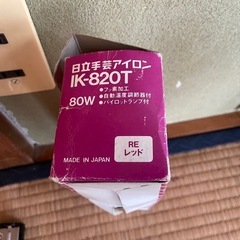 日立手芸アイロン
IK-820T
80W
●フッ素加工
●自動温度調節器付
●パイロットランプ付
MADE IN JAPAN
RE
レッド